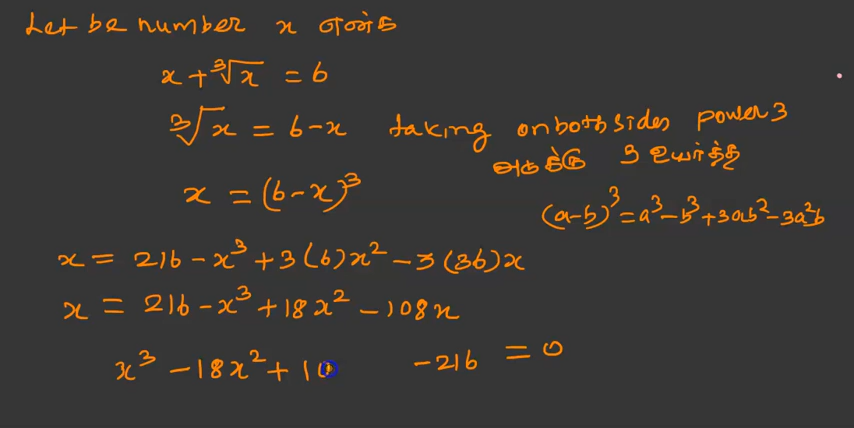 Let be number x என்க
x + ∛x = 6
∛x = 6 - x taking on both sides power 3
அடுக்கு 3 உயர்த்த
x = (6 - x)³
(a-b)³ = a³ - b³ + 3ab² - 3a²b
x = 216 - x³ + 3(6)x² - 3(36)x
x = 216 - x³ + 18x² - 108x
x³ - 18x² + 10 - 216 = 0